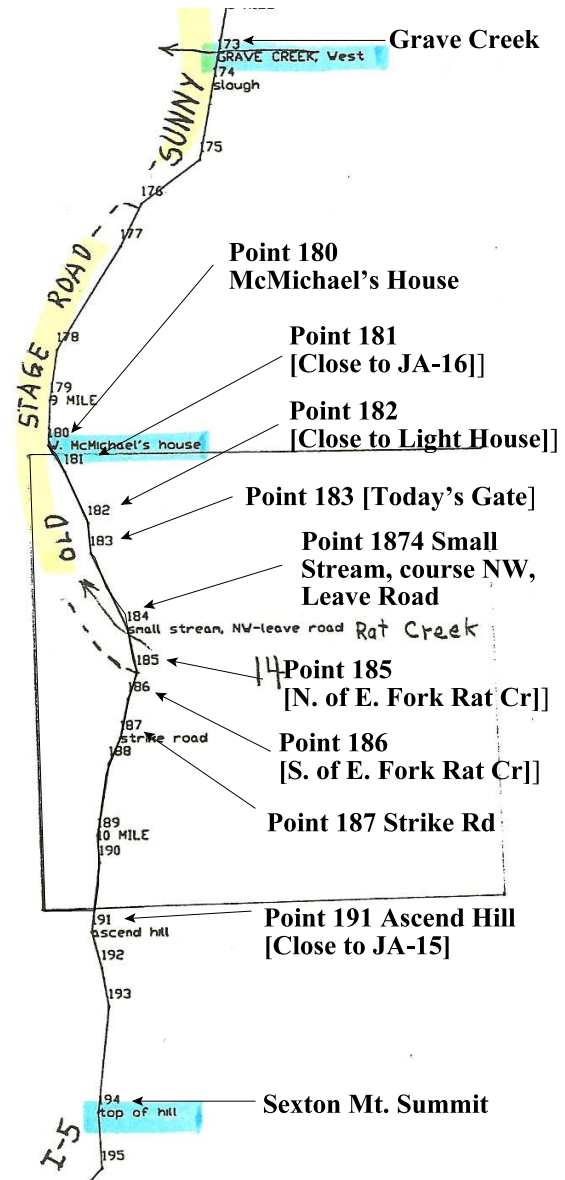 8 MILE
173
Grave Creek
GRAVE CREEK, West
174
slough
SUNNY
175
176
177
Point 180
McMichael's House
STAGE ROAD
178
Point 181
[Close to JA-16]]
179
9 MILE
Point 182
[Close to Light House]]
180
W. McMichael's house
181
182
Point 183 [Today's Gate]
OLD
183
Point 1874 Small
Stream, course NW,
Leave Road
184
small stream, NW-leave road Rat Creek
185
14
Point 185
[N. of E. Fork Rat Cr]]
186
187
strike road
188
Point 186
[S. of E. Fork Rat Cr]]
Point 187 Strike Rd
189
10 MILE
190
191
ascend hill
Point 191 Ascend Hill
[Close to JA-15]
192
193
194
top of hill
Sexton Mt. Summit
I-5
195